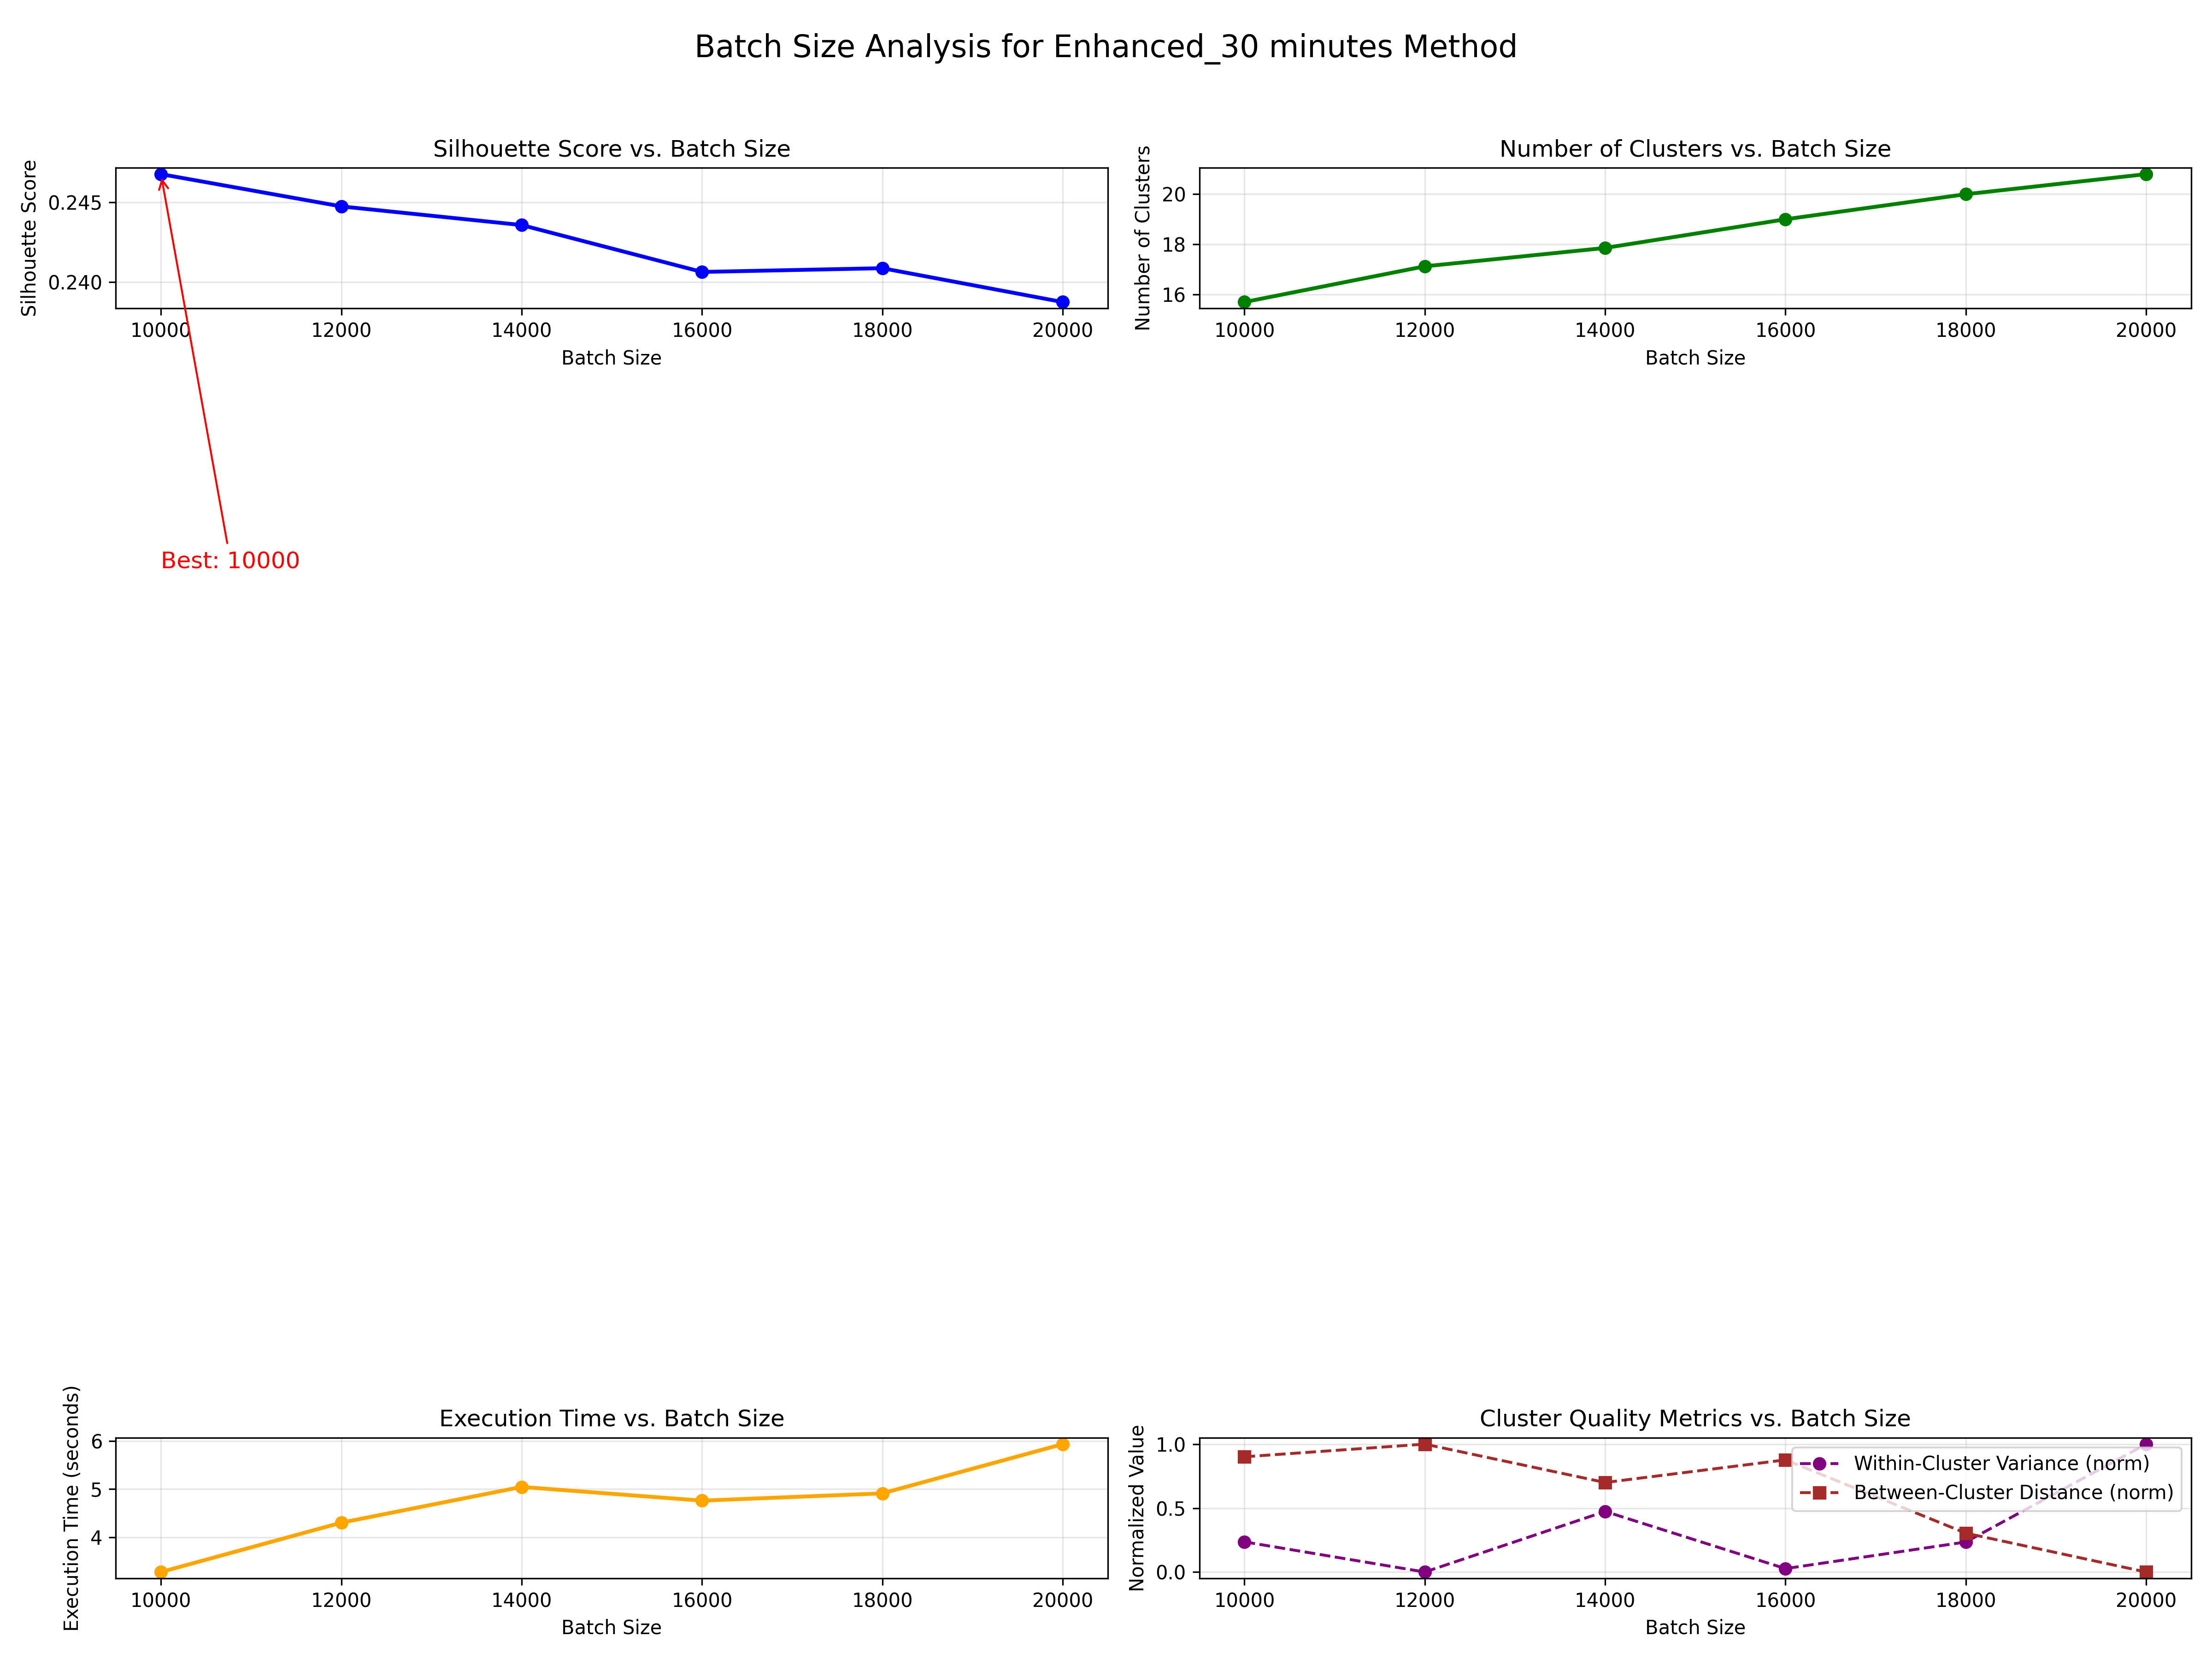 Batch Size Analysis for Enhanced_30 minutes Method
Silhouette Score vs. Batch Size
Silhouette Score
0.245
0.240
10000 12000 14000 16000 18000 20000
Batch Size
Best: 10000
Number of Clusters vs. Batch Size
Number of Clusters
20
18
16
10000 12000 14000 16000 18000 20000
Batch Size
Execution Time vs. Batch Size
Execution Time (seconds)
6
5
4
10000 12000 14000 16000 18000 20000
Batch Size
Cluster Quality Metrics vs. Batch Size
Normalized Value
1.0
0.5
0.0
Within-Cluster Variance (norm)
Between-Cluster Distance (norm)
10000 12000 14000 16000 18000 20000
Batch Size